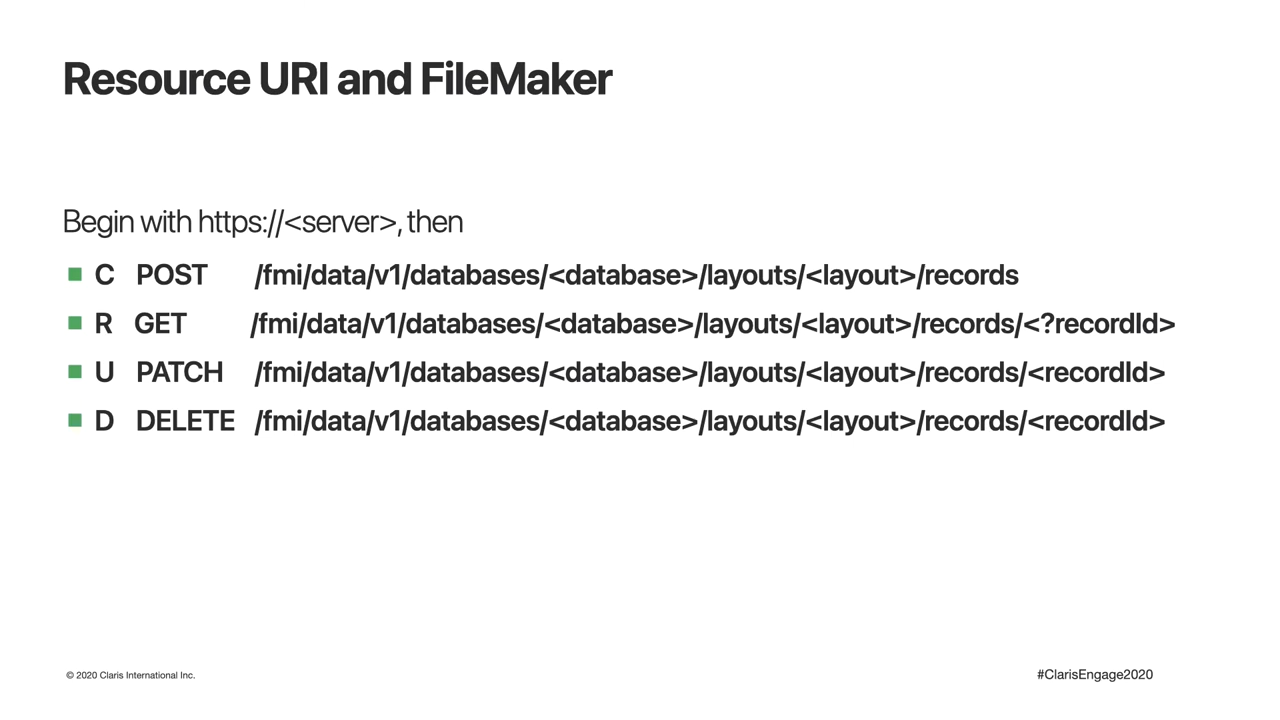 Resource URI and FileMaker
Begin with https://<server>, then
C POST /fmi/data/v1/databases/<database>/layouts/<layout>/records
R GET /fmi/data/v1/databases/<database>/layouts/<layout>/records/<?recordId>
U PATCH /fmi/data/v1/databases/<database>/layouts/<layout>/records/<recordId>
D DELETE /fmi/data/v1/databases/<database>/layouts/<layout>/records/<recordId>
© 2020 Claris International Inc.
#ClarisEngage2020